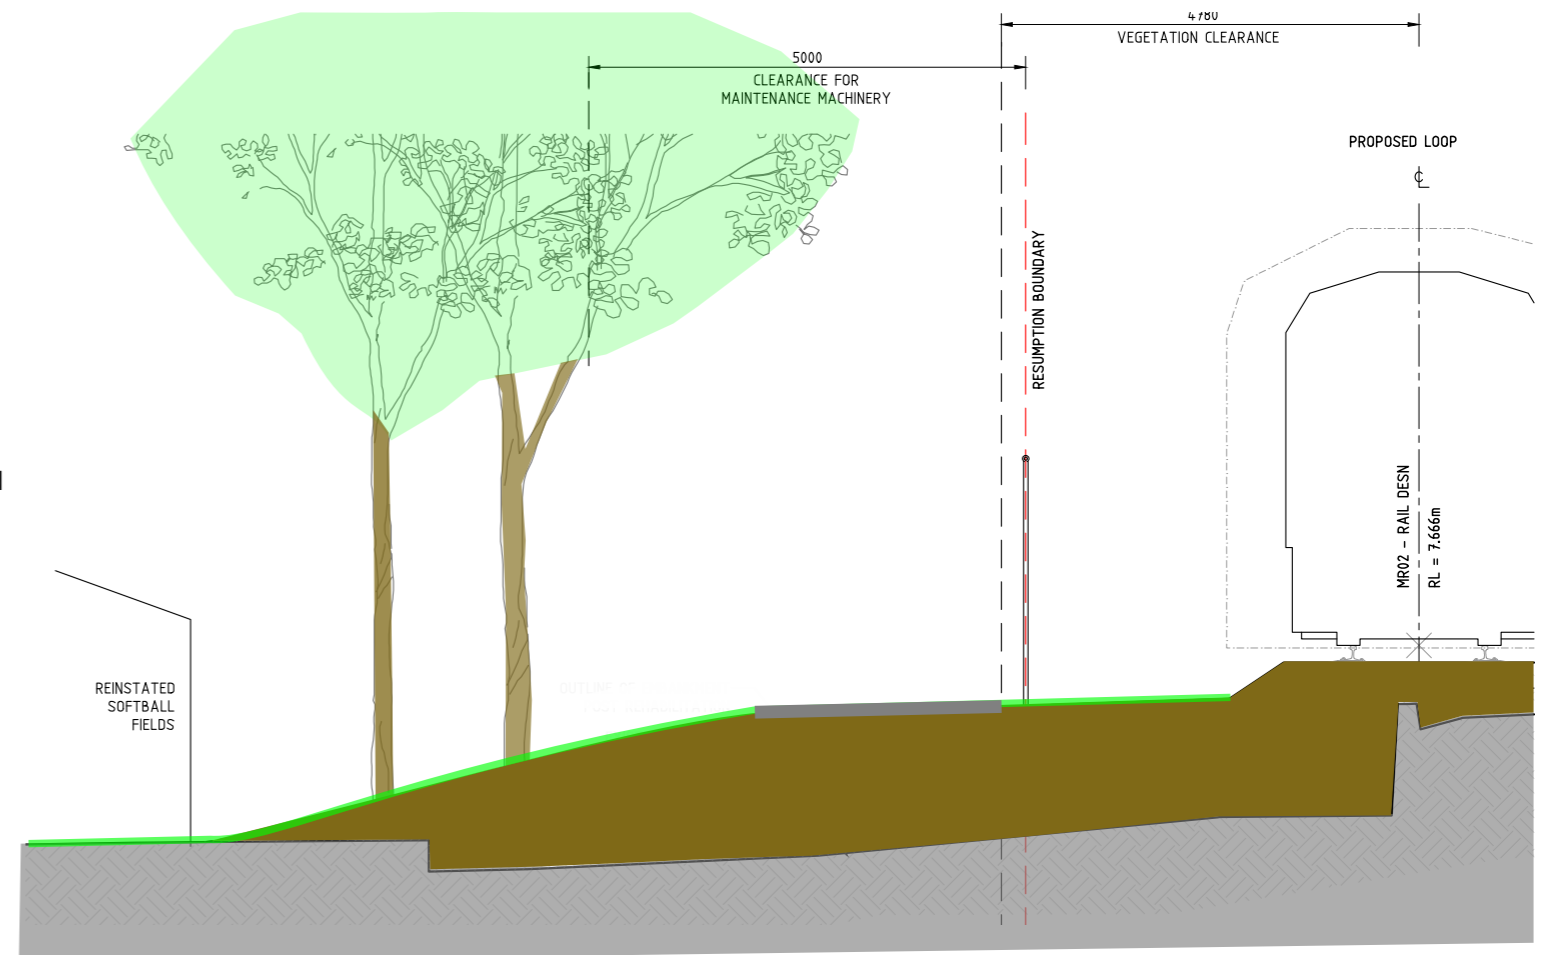 4780
VEGETATION CLEARANCE
5000
CLEARANCE FOR
MAINTENANCE MACHINERY
PROPOSED LOOP
℄
RESUMPTION BOUNDARY
MR02 - RAIL DESN
RL = 7.666m
REINSTATED
SOFTBALL
FIELDS
OUTLINE